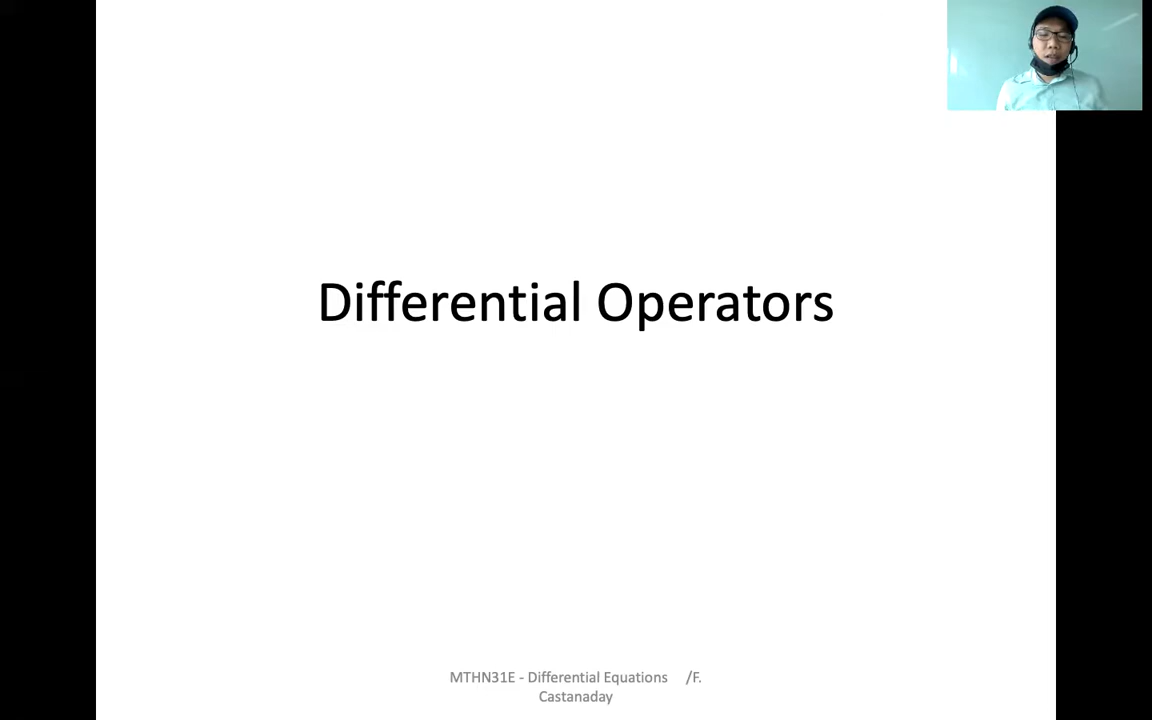 Differential Operators
MTHN31E - Differential Equations /F.
Castanaday